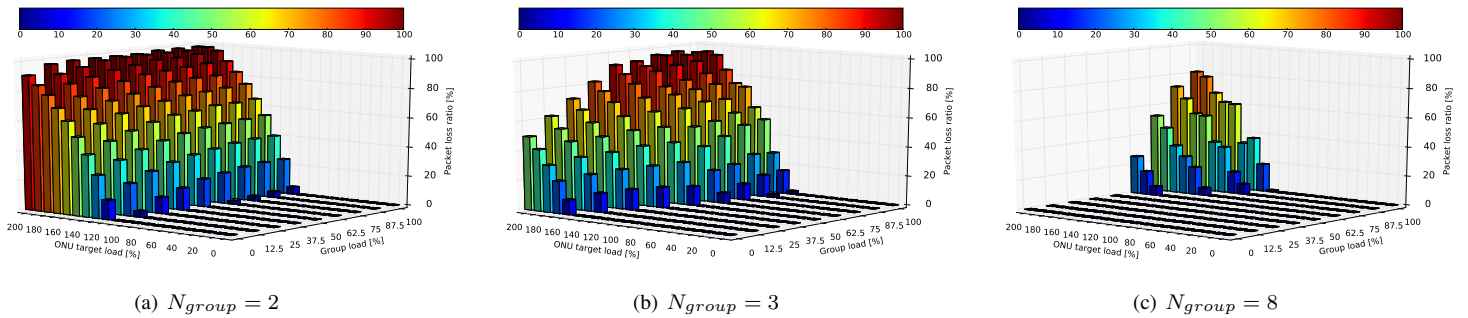 0 10 20 30 40 50 60 70 80 90 100
100
80
60
40
20
0
Packet loss ratio [%]
200 180 160 140 120 100 80 60 40 20 0
ONU target load [%]
0 12.5 25 37.5 50 62.5 75 87.5 100
Group load [%]
(a) N_group = 2
0 10 20 30 40 50 60 70 80 90 100
100
80
60
40
20
0
Packet loss ratio [%]
200 180 160 140 120 100 80 60 40 20 0
ONU target load [%]
0 12.5 25 37.5 50 62.5 75 87.5 100
Group load [%]
(b) N_group = 3
0 10 20 30 40 50 60 70 80 90 100
100
80
60
40
20
0
Packet loss ratio [%]
200 180 160 140 120 100 80 60 40 20 0
ONU target load [%]
0 12.5 25 37.5 50 62.5 75 87.5 100
Group load [%]
(c) N_group = 8